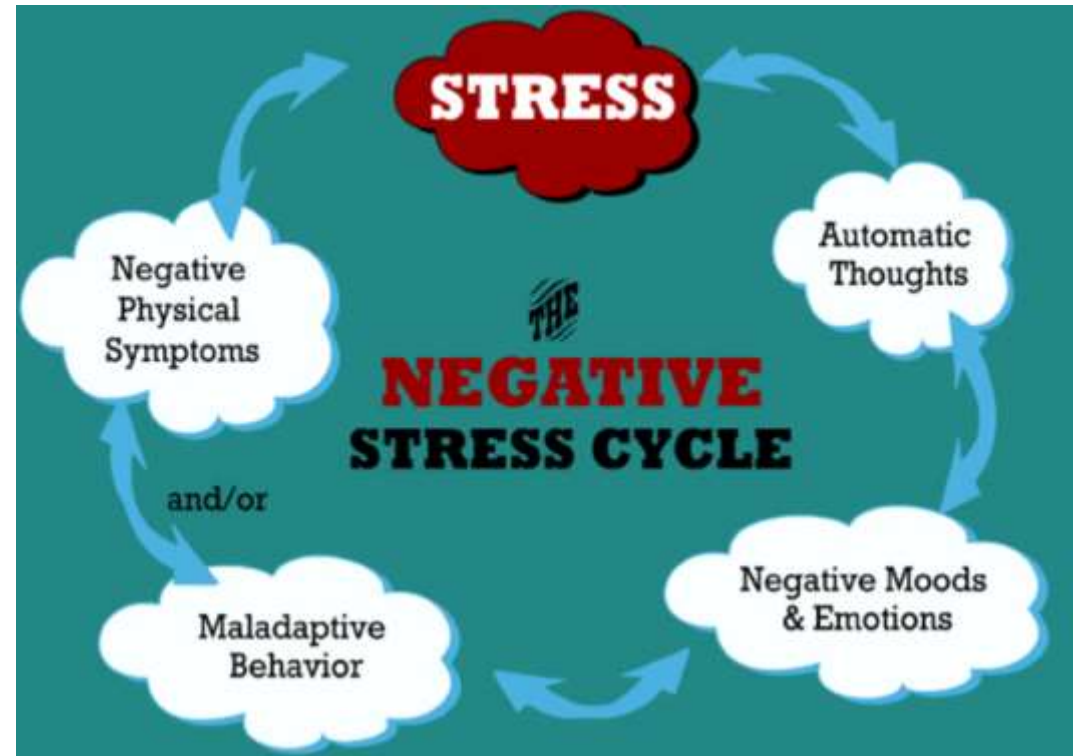 STRESS
Automatic
Thoughts
Negative
Physical
Symptoms
THE
NEGATIVE
STRESS CYCLE
and/or
Negative Moods
& Emotions
Maladaptive
Behavior